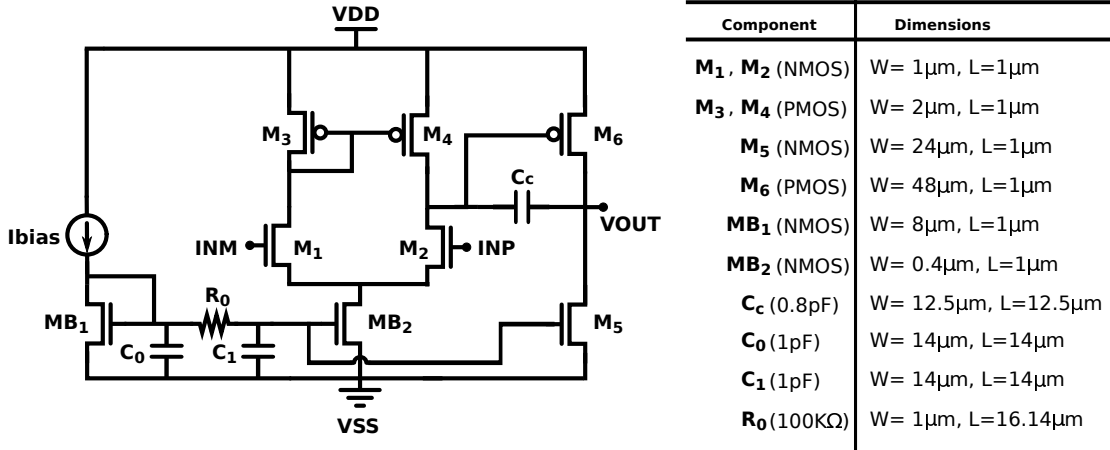 VDD
M3
M4
M6
Cc
VOUT
Ibias
INM
M1
M2
INP
R0
MB1
C0
C1
MB2
M5
VSS
Component Dimensions
M1, M2 (NMOS) W= 1µm, L=1µm
M3, M4 (PMOS) W= 2µm, L=1µm
M5 (NMOS) W= 24µm, L=1µm
M6 (PMOS) W= 48µm, L=1µm
MB1 (NMOS) W= 8µm, L=1µm
MB2 (NMOS) W= 0.4µm, L=1µm
Cc (0.8pF) W= 12.5µm, L=12.5µm
C0 (1pF) W= 14µm, L=14µm
C1 (1pF) W= 14µm, L=14µm
R0 (100KΩ) W= 1µm, L=16.14µm